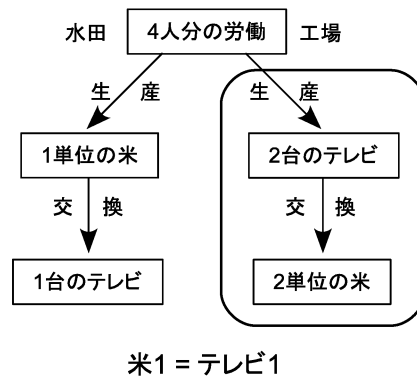 水田 4人分の労働 工場
生 産 生 産
1単位の米 2台のテレビ
交 換 交 換
1台のテレビ 2単位の米
米1 = テレビ1